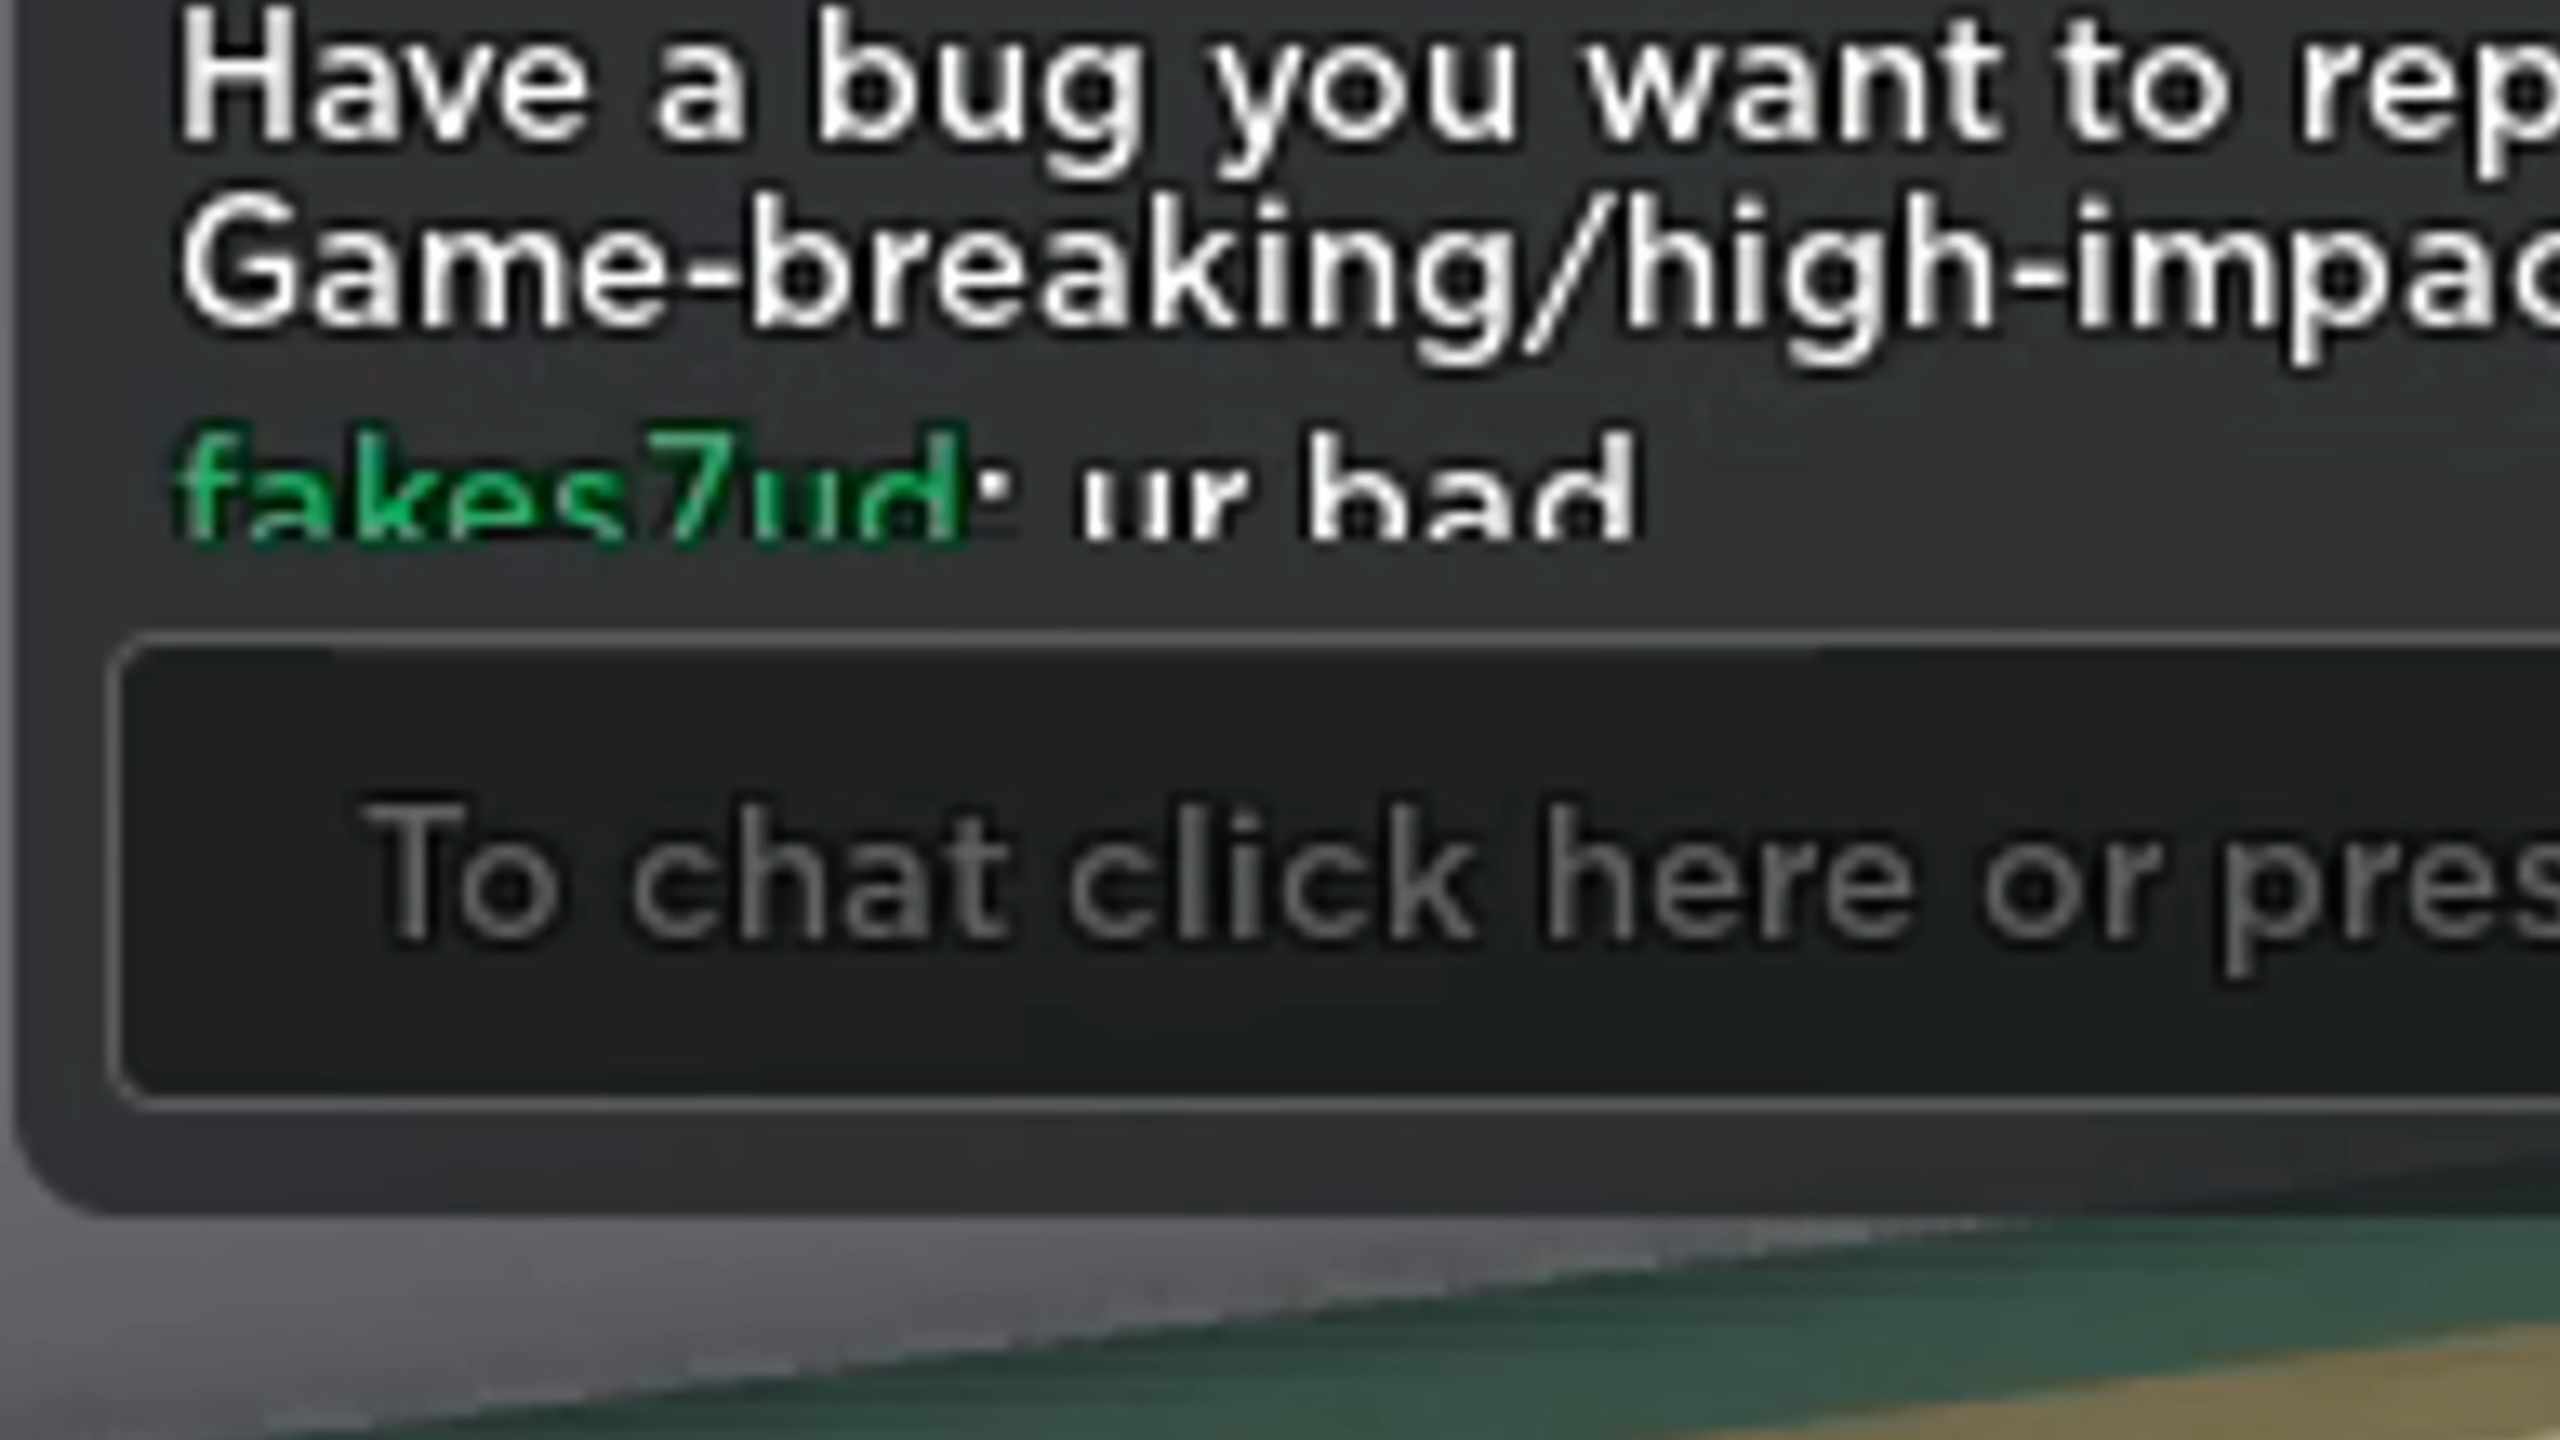 Have a bug you want to rep
Game-breaking/high-impac
fakes7ud: ur bad
To chat click here or pres